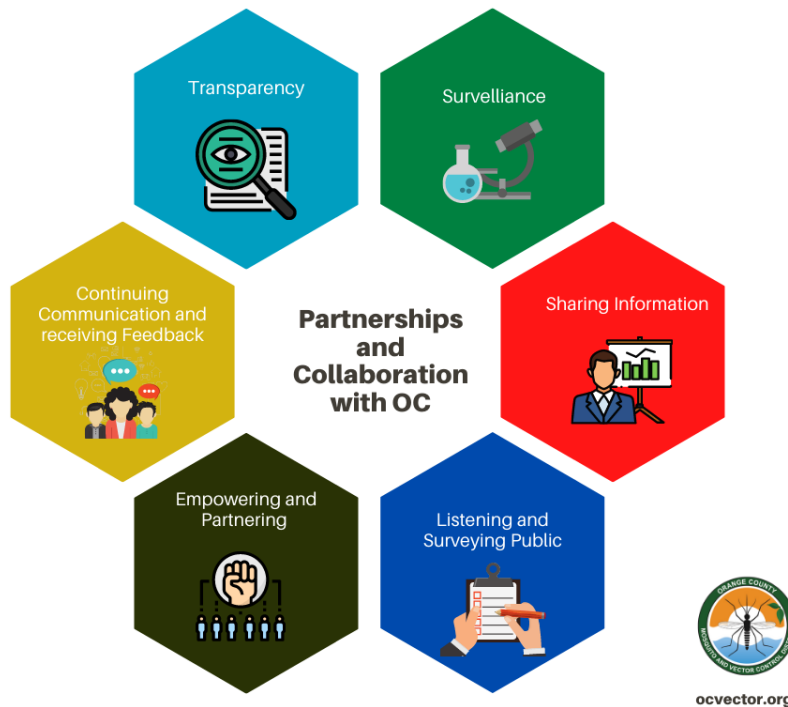 Transparency
Survelliance
Continuing
Communication and
receiving Feedback
Partnerships
and
Collaboration
with OC
Sharing Information
Empowering and
Partnering
Listening and
Surveying Public
ORANGE COUNTY
MOSQUITO AND VECTOR CONTROL
ocvector.org